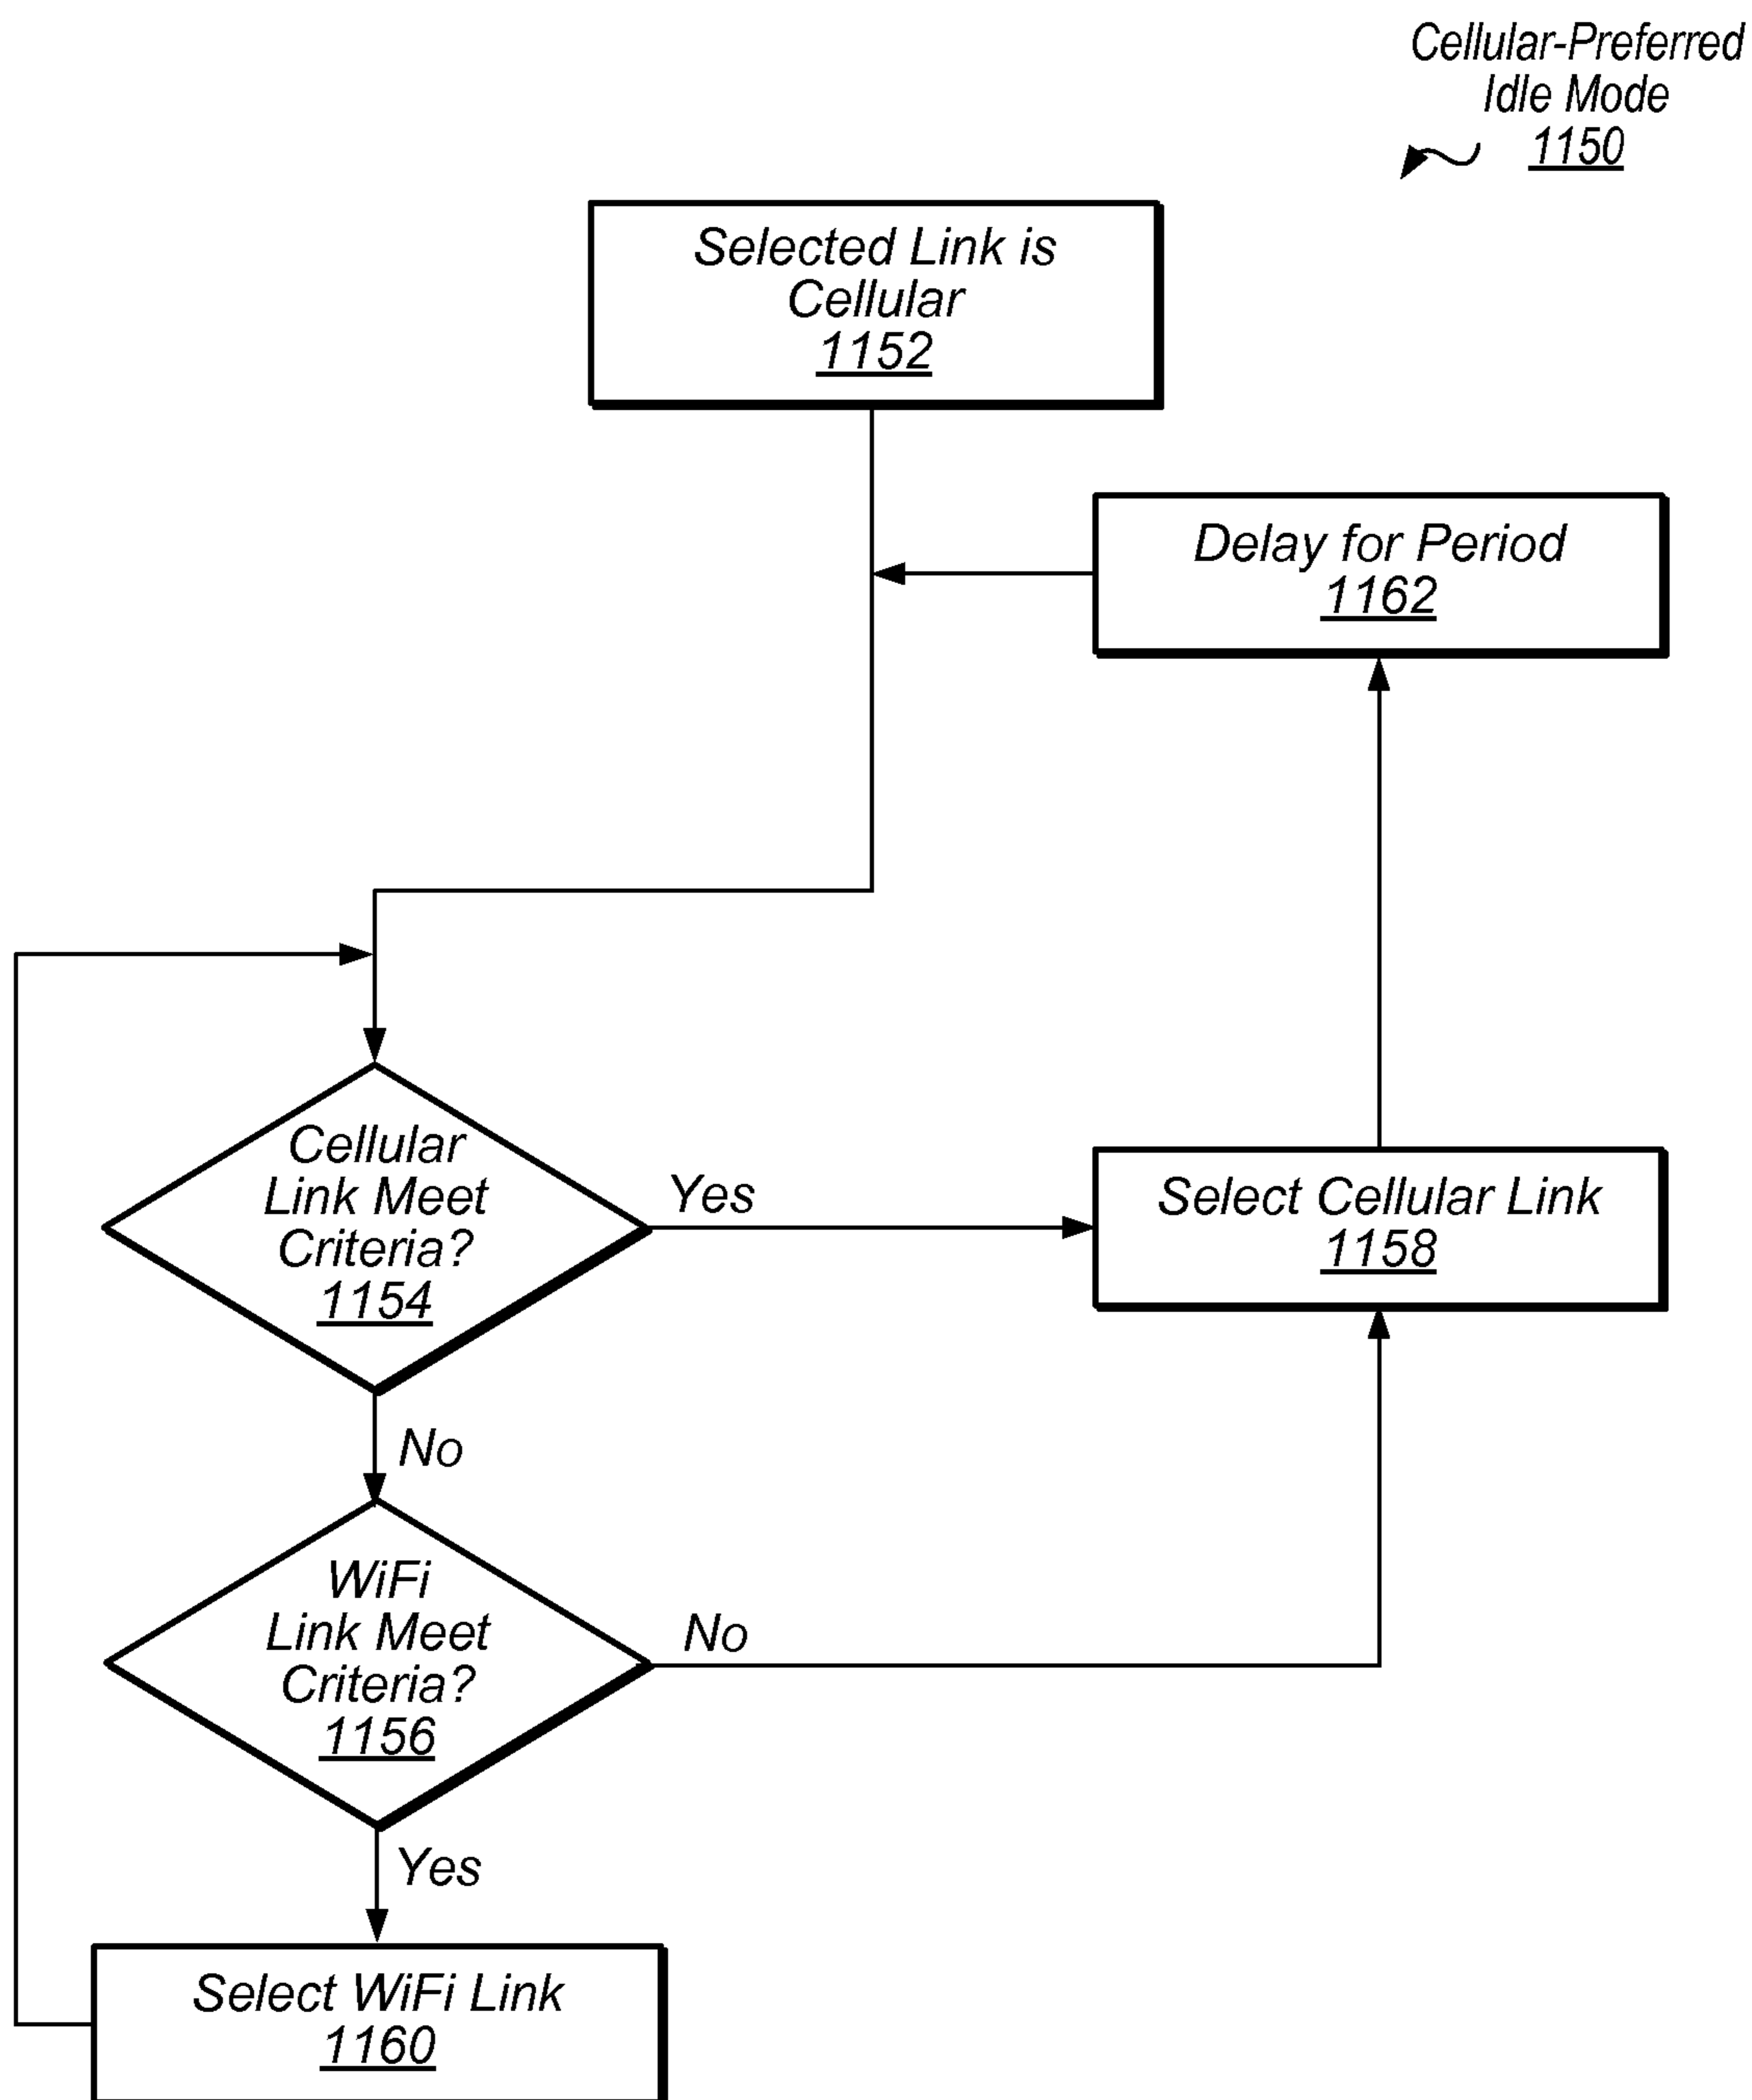 Cellular-Preferred
Idle Mode
1150
Selected Link is
Cellular
1152
Delay for Period
1162
Cellular
Link Meet
Criteria?
1154
Yes
Select Cellular Link
1158
No
WiFi
Link Meet
Criteria?
1156
No
Yes
Select WiFi Link
1160